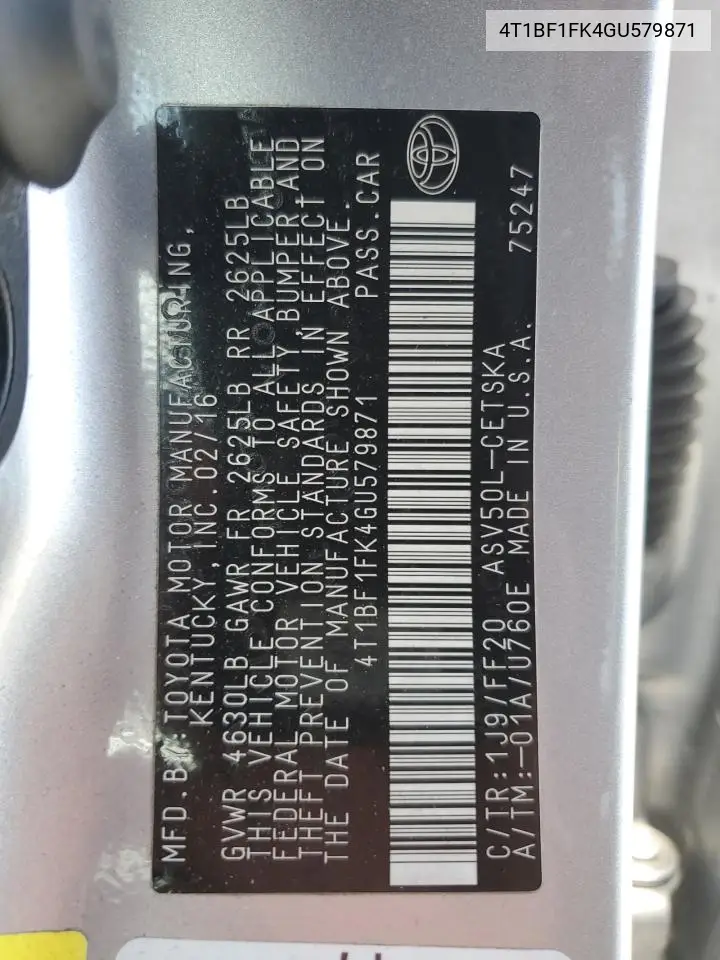 4T1BF1FK4GU579871
MFD.BY:TOYOTA MOTOR MANUFACTURING,
KENTUCKY,INC.02/16
GVWR 4630LB GAWR FR 2625LB RR 2625LB
THIS VEHICLE CONFORMS TO ALL APPLICABLE
FEDERAL MOTOR VEHICLE SAFETY,BUMPER,AND
THEFT PREVENTION STANDARDS IN EFFECT ON
THE DATE OF MANUFACTURE SHOWN ABOVE.
4T1BF1FK4GU579871 PASS.CAR
C/TR:1J9/FF20 ASV50L-CETSKA
A/TM:-01A/U760E MADE IN U.S.A. 75247